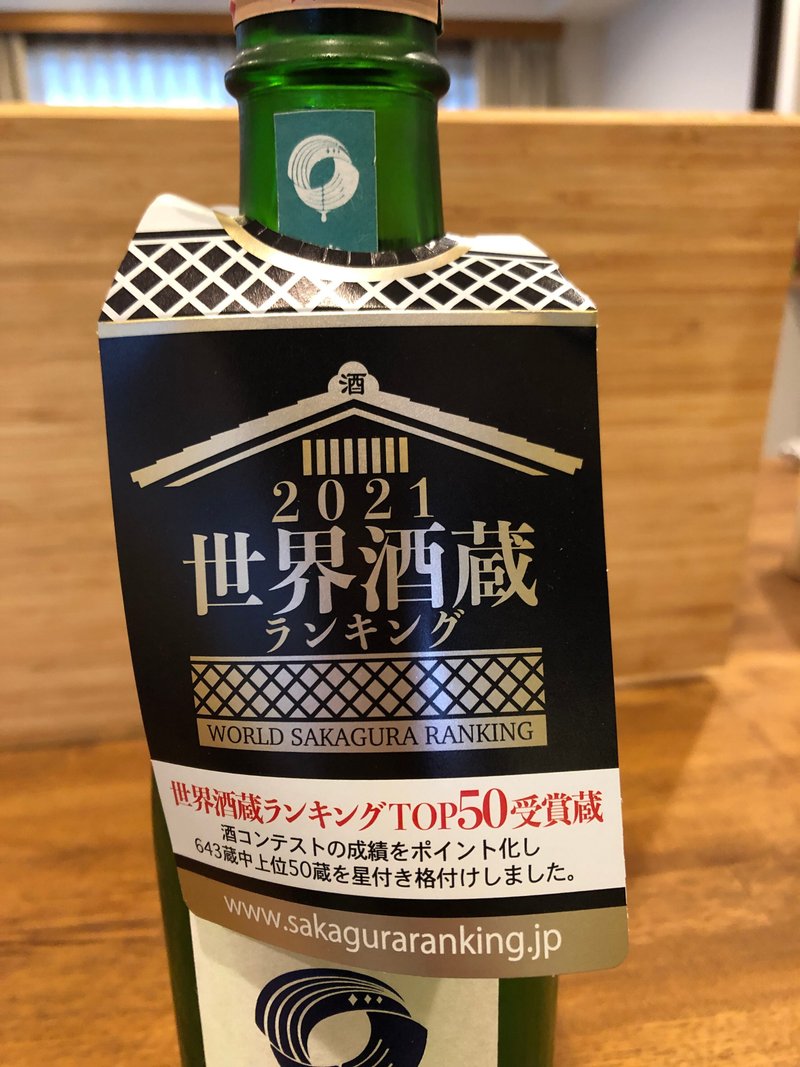 酒
2021
世界酒蔵
ランキング
WORLD SAKAGURA RANKING
世界酒蔵ランキングTOP50受賞蔵
酒コンテストの成績をポイント化し
643蔵中上位50蔵を星付き格付けしました。
www.sakaguraranking.jp